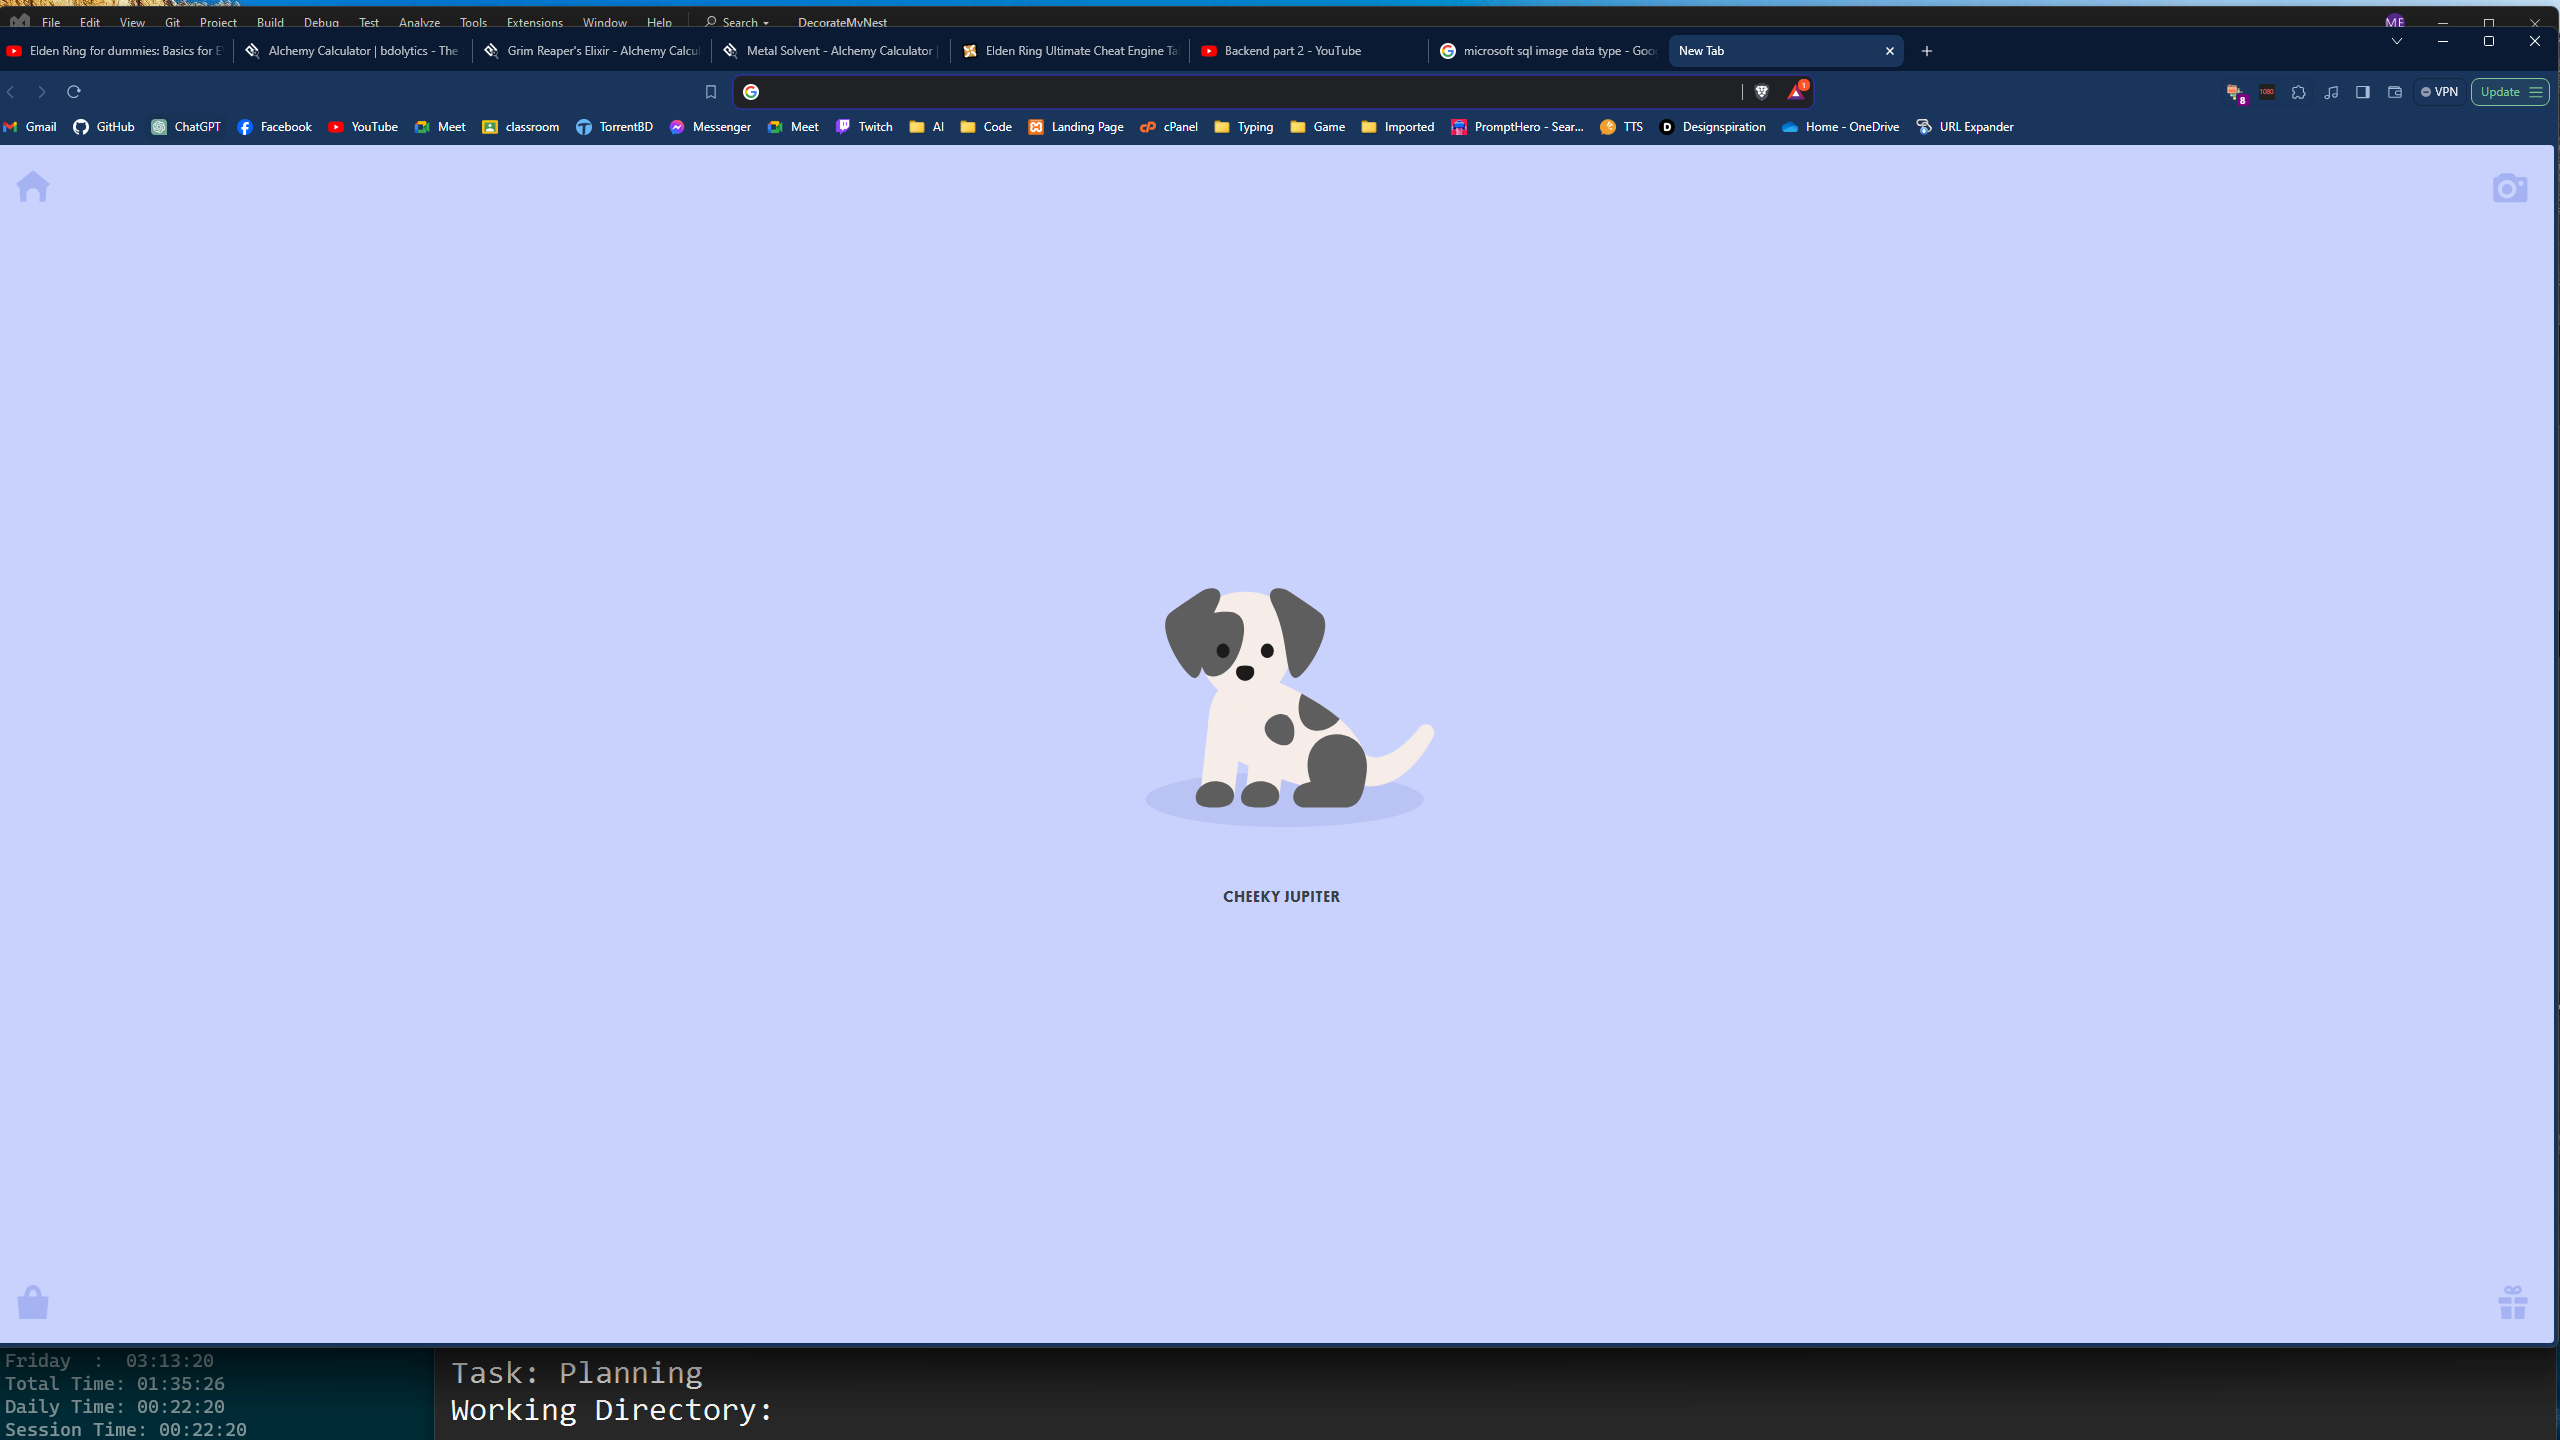 File Edit View Git Project Build Debug Test Analyze Tools Extensions Window Help Search DecorateMyNest ME
Elden Ring for dummies: Basics for E Alchemy Calculator | bdolytics - The Grim Reaper's Elixir - Alchemy Calcu Metal Solvent - Alchemy Calculator | Elden Ring Ultimate Cheat Engine Ta Backend part 2 - YouTube microsoft sql image data type - Goo New Tab
1 8 1080 VPN Update
Gmail GitHub ChatGPT Facebook YouTube Meet classroom TorrentBD Messenger Meet Twitch AI Code Landing Page cPanel Typing Game Imported PromptHero - Sear... TTS Designspiration Home - OneDrive URL Expander
CHEEKY JUPITER
Friday : 03:13:20
Total Time: 01:35:26
Daily Time: 00:22:20
Session Time: 00:22:20
Task: Planning
Working Directory: